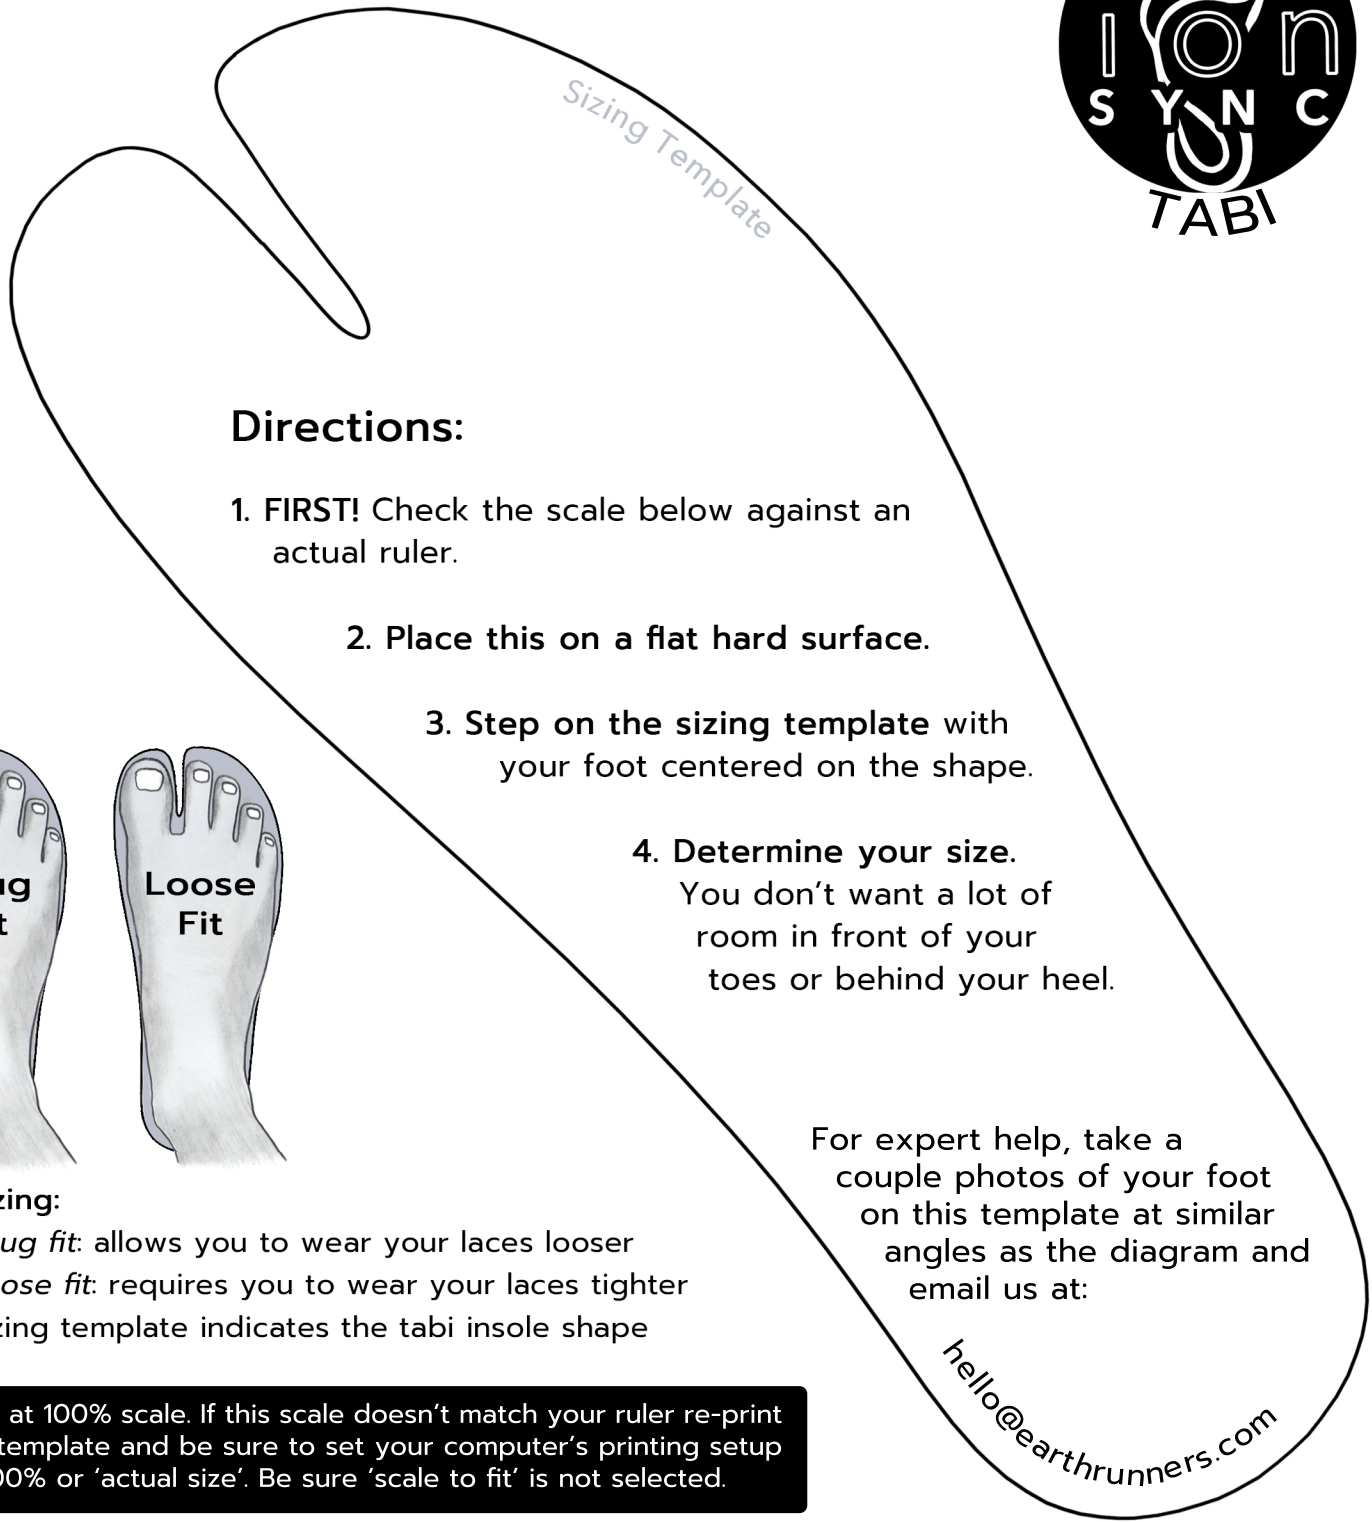 ion
SYNC
TABI
Sizing Template
Directions:
1. FIRST! Check the scale below against an
actual ruler.
2. Place this on a flat hard surface.
3. Step on the sizing template with
your foot centered on the shape.
4. Determine your size.
You don’t want a lot of
room in front of your
toes or behind your heel.
Loose
Fit
For expert help, take a
couple photos of your foot
on this template at similar
angles as the diagram and
email us at:
hello@earthrunners.com
fit: allows you to wear your laces looser
fit: requires you to wear your laces tighter
template indicates the tabi insole shape
at 100% scale. If this scale doesn’t match your ruler re-print
template and be sure to set your computer’s printing setup
or ‘actual size’. Be sure ‘scale to fit’ is not selected.